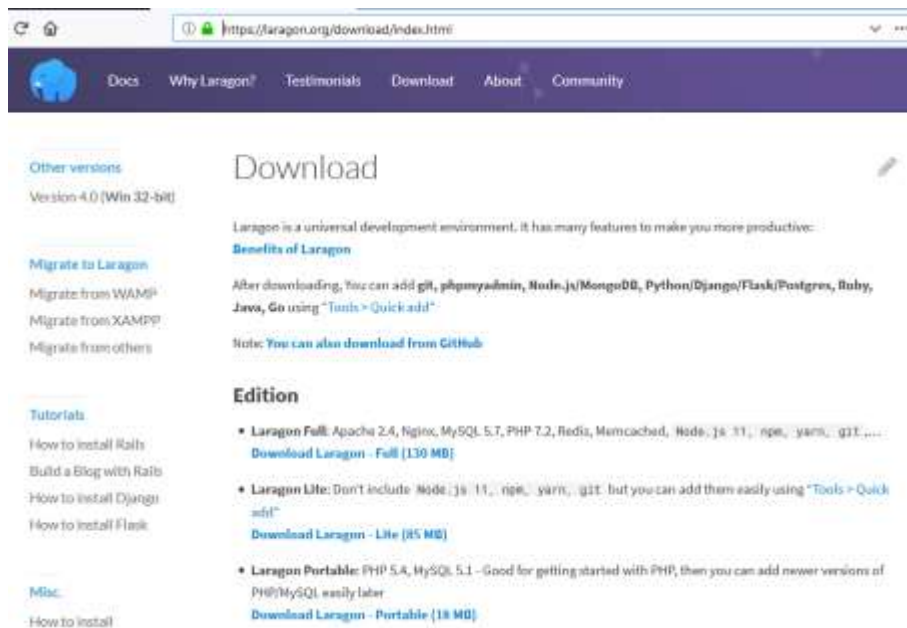 https://laragon.org/download/index.html
Docs Why Laragon? Testimonials Download About Community
Other versions
Version 4.0 (Win 32-bit)
Migrate to Laragon
Migrate from WAMP
Migrate from XAMPP
Migrate from others
Tutorials
How to install Rails
Build a Blog with Rails
How to install Django
How to install Flask
Misc.
How to install
Download
Laragon is a universal development environment. It has many features to make you more productive:
Benefits of Laragon
After downloading, You can add git, phpmyadmin, Node.js/MongoDB, Python/Django/Flask/Postgres, Ruby,
Java, Go using "Tools > Quick add"
Note: You can also download from GitHub
Edition
• Laragon Full: Apache 2.4, Nginx, MySQL 5.7, PHP 7.2, Redis, Memcached, Node.js 11, npm, yarn, git ,...
Download Laragon - Full (130 MB)
• Laragon Lite: Don't include Node.js 11, npm, yarn, git but you can add them easily using "Tools > Quick
add"
Download Laragon - Lite (85 MB)
• Laragon Portable: PHP 5.4, MySQL 5.1 - Good for getting started with PHP, then you can add newer versions of
PHP/MySQL easily later
Download Laragon - Portable (18 MB)